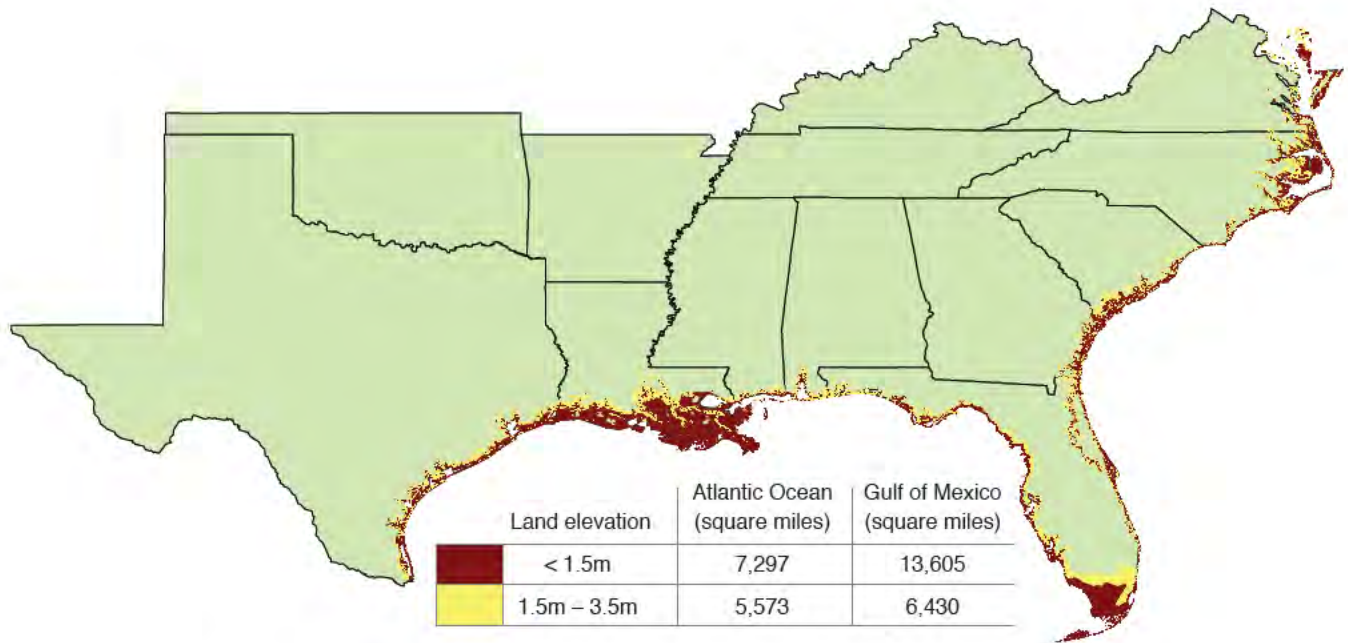 Atlantic Ocean Gulf of Mexico
Land elevation (square miles) (square miles)
< 1.5m 7,297 13,605
1.5m – 3.5m 5,573 6,430